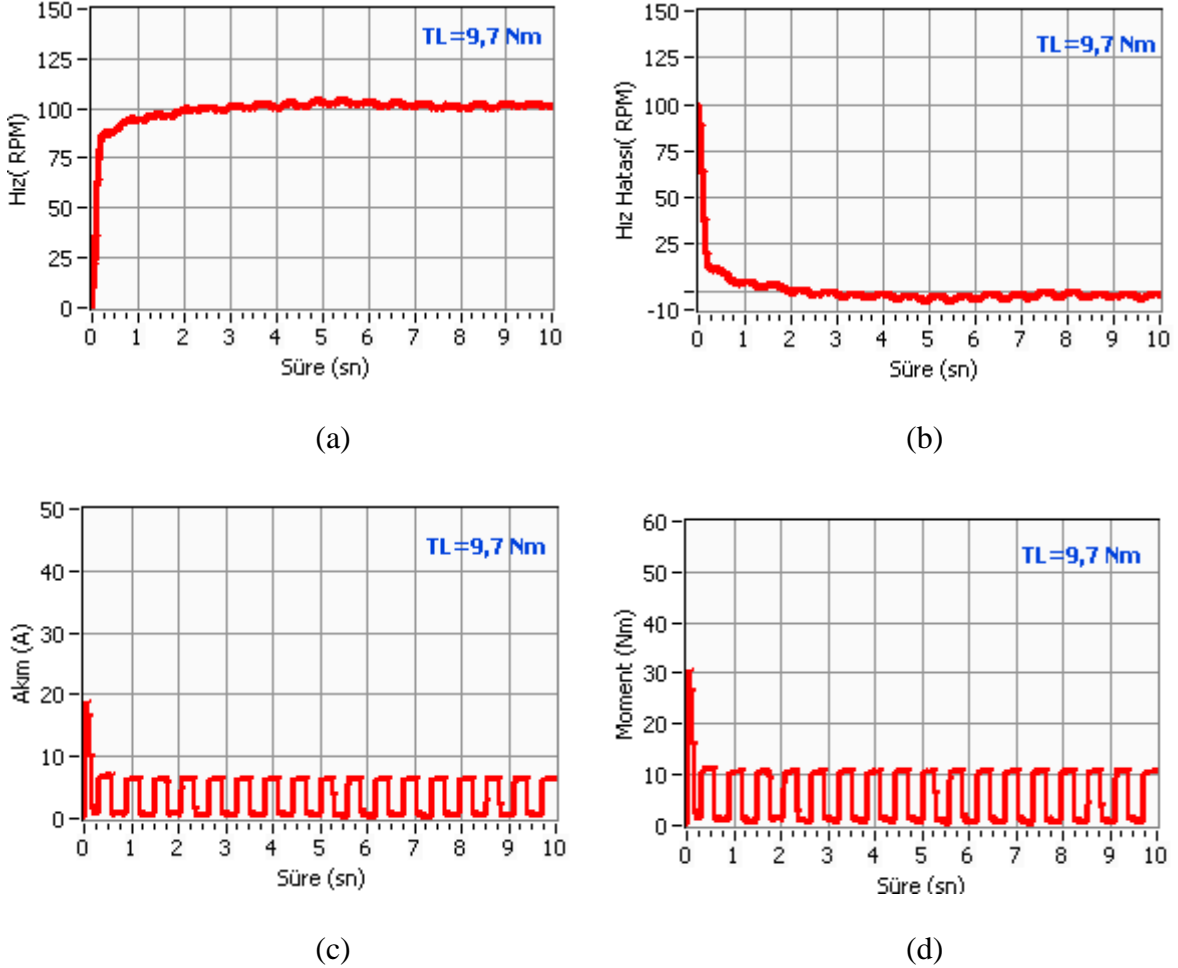 150
125
100
75
50
25
0
Hız( RPM)
TL=9,7 Nm
0 1 2 3 4 5 6 7 8 9 10
Süre (sn)
(a)
150
125
100
75
50
25
-10
Hız Hatası( RPM)
TL=9,7 Nm
0 1 2 3 4 5 6 7 8 9 10
Süre (sn)
(b)
50
40
30
20
10
0
Akım (A)
TL=9,7 Nm
0 1 2 3 4 5 6 7 8 9 10
Süre (sn)
(c)
60
50
40
30
20
10
0
Moment (Nm)
TL=9,7 Nm
0 1 2 3 4 5 6 7 8 9 10
Süre (sn)
(d)